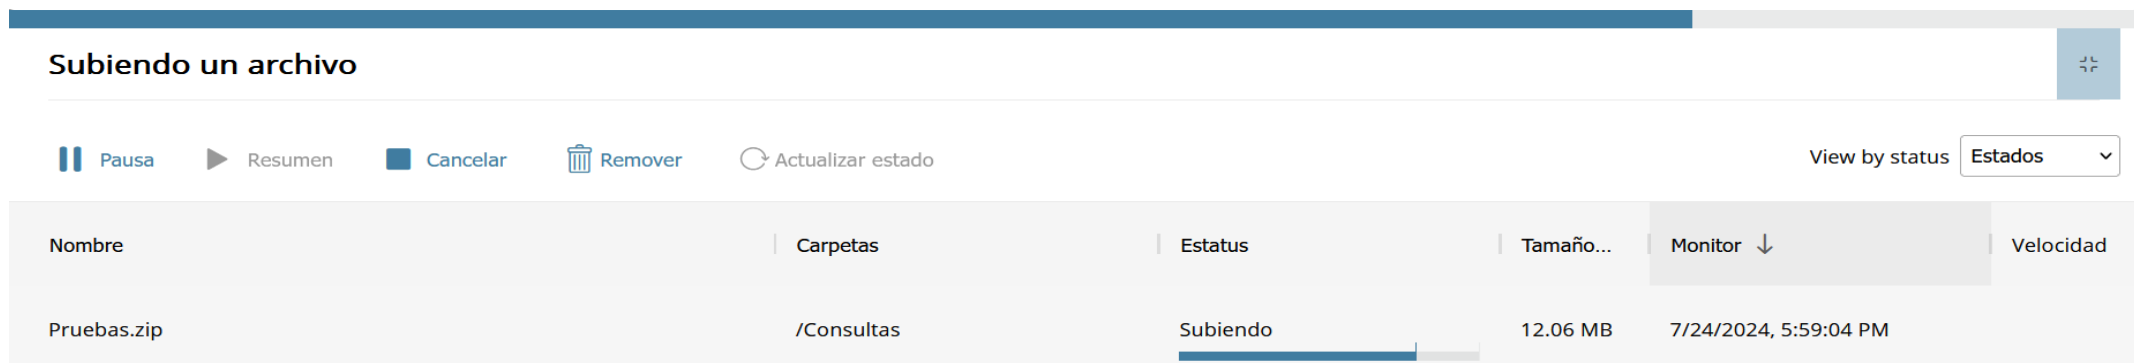 Subiendo un archivo
Pausa Resumen Cancelar Remover Actualizar estado View by status Estados
Nombre Carpetas Estatus Tamaño... Monitor Velocidad
Pruebas.zip /Consultas Subiendo 12.06 MB 7/24/2024, 5:59:04 PM